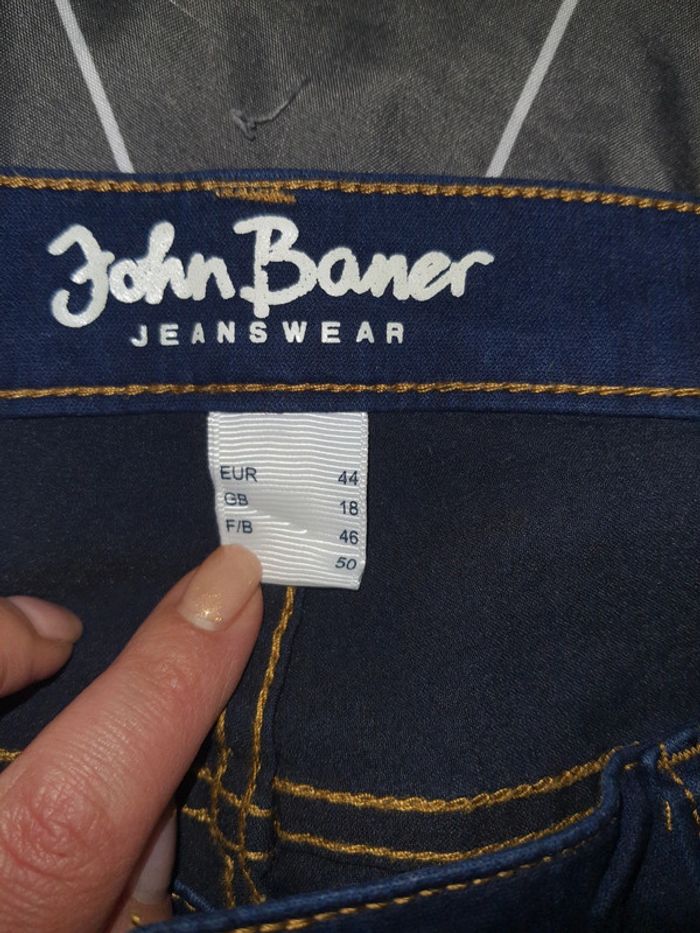 John Baner
JEANSWEAR
EUR 44
GB 18
F/B 46
50